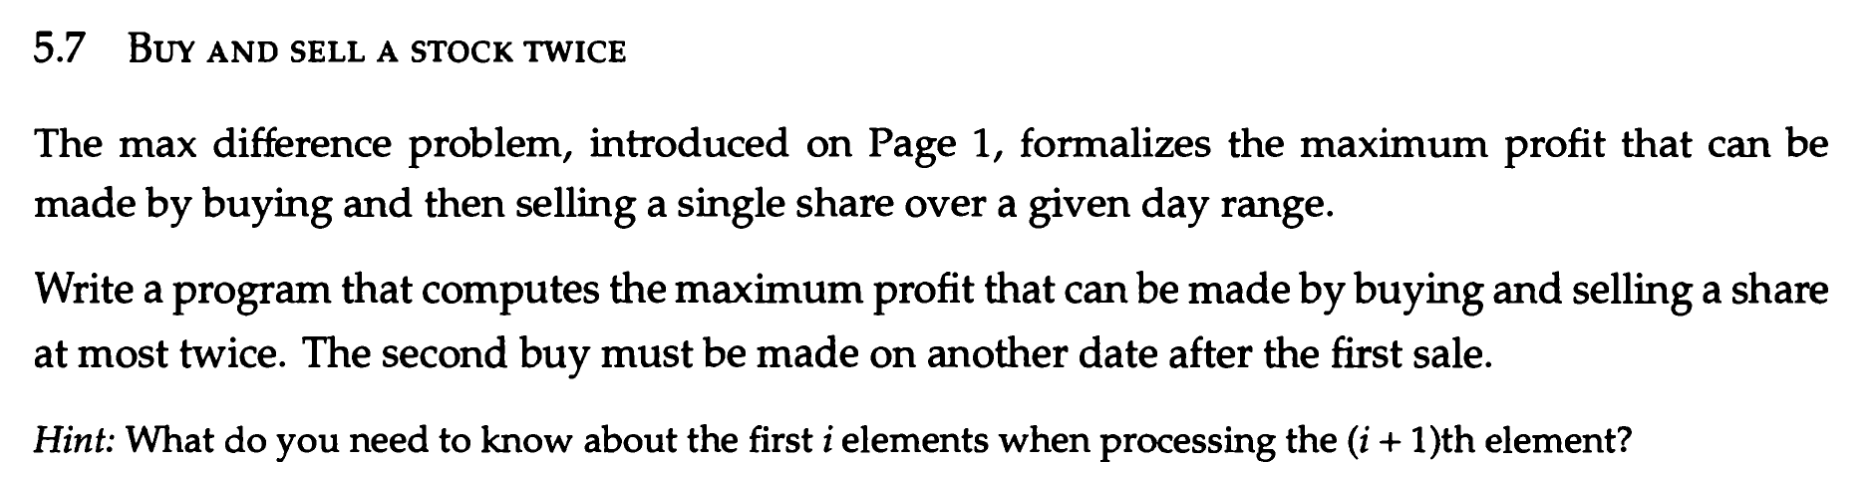 5.7 BUY AND SELL A STOCK TWICE
The max difference problem, introduced on Page 1, formalizes the maximum profit that can be
made by buying and then selling a single share over a given day range.
Write a program that computes the maximum profit that can be made by buying and selling a share
at most twice. The second buy must be made on another date after the first sale.
Hint: What do you need to know about the first i elements when processing the (i + 1)th element?